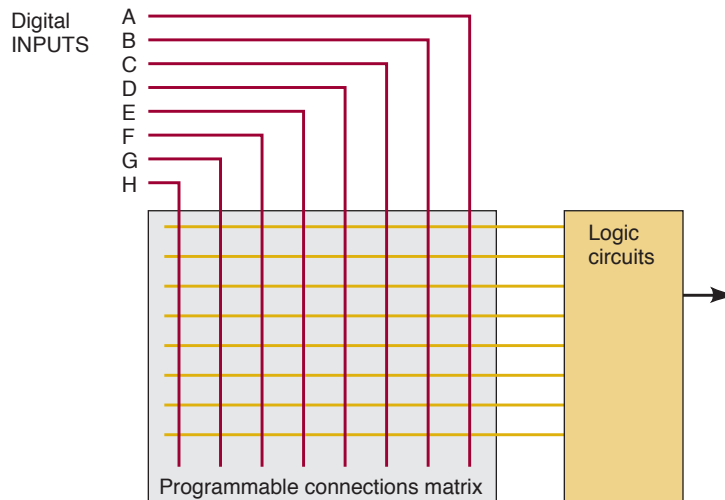 Digital
INPUTS
A
B
C
D
E
F
G
H
Logic
circuits
Programmable connections matrix